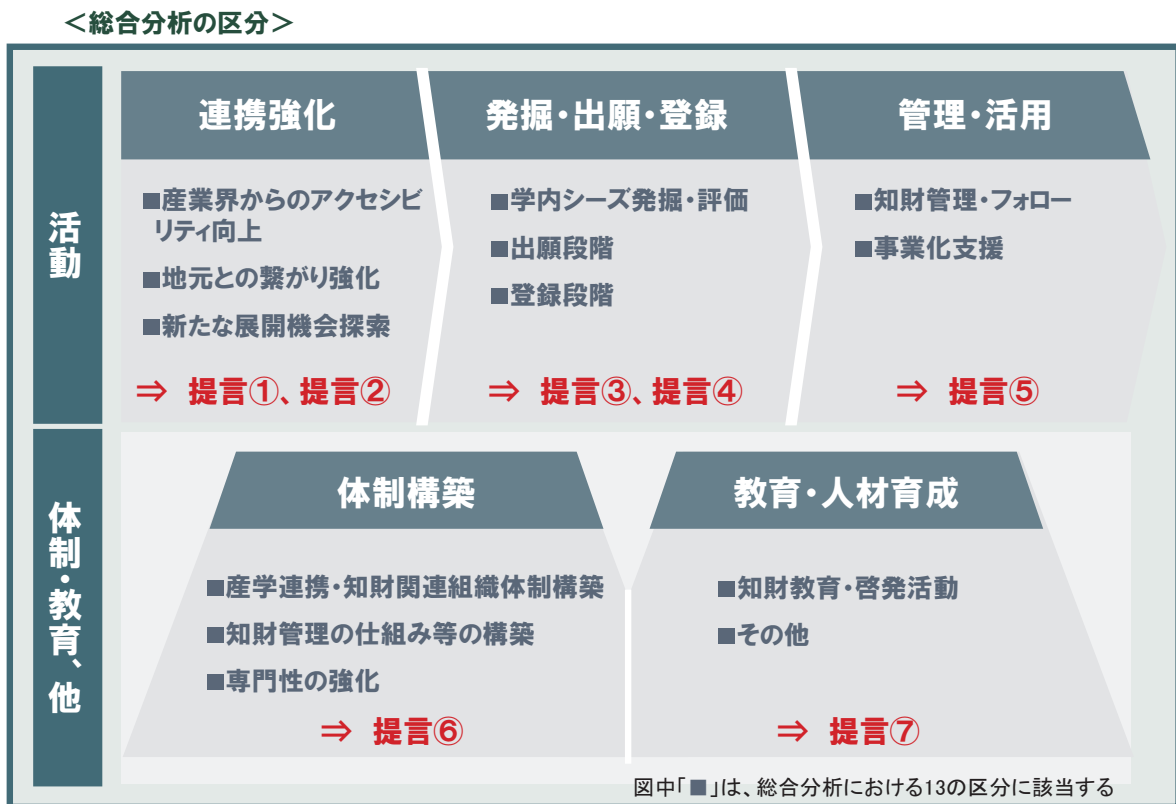 ＜総合分析の区分＞
活動
連携強化
■産業界からのアクセシビ
リティ向上
■地元との繋がり強化
■新たな展開機会探索
⇒ 提言①、提言②
発掘・出願・登録
■学内シーズ発掘・評価
■出願段階
■登録段階
⇒ 提言③、提言④
管理・活用
■知財管理・フォロー
■事業化支援
⇒ 提言⑤
体制・教育、他
体制構築
■産学連携・知財関連組織体制構築
■知財管理の仕組み等の構築
■専門性の強化
⇒ 提言⑥
教育・人材育成
■知財教育・啓発活動
■その他
⇒ 提言⑦
図中「■」は、総合分析における13の区分に該当する